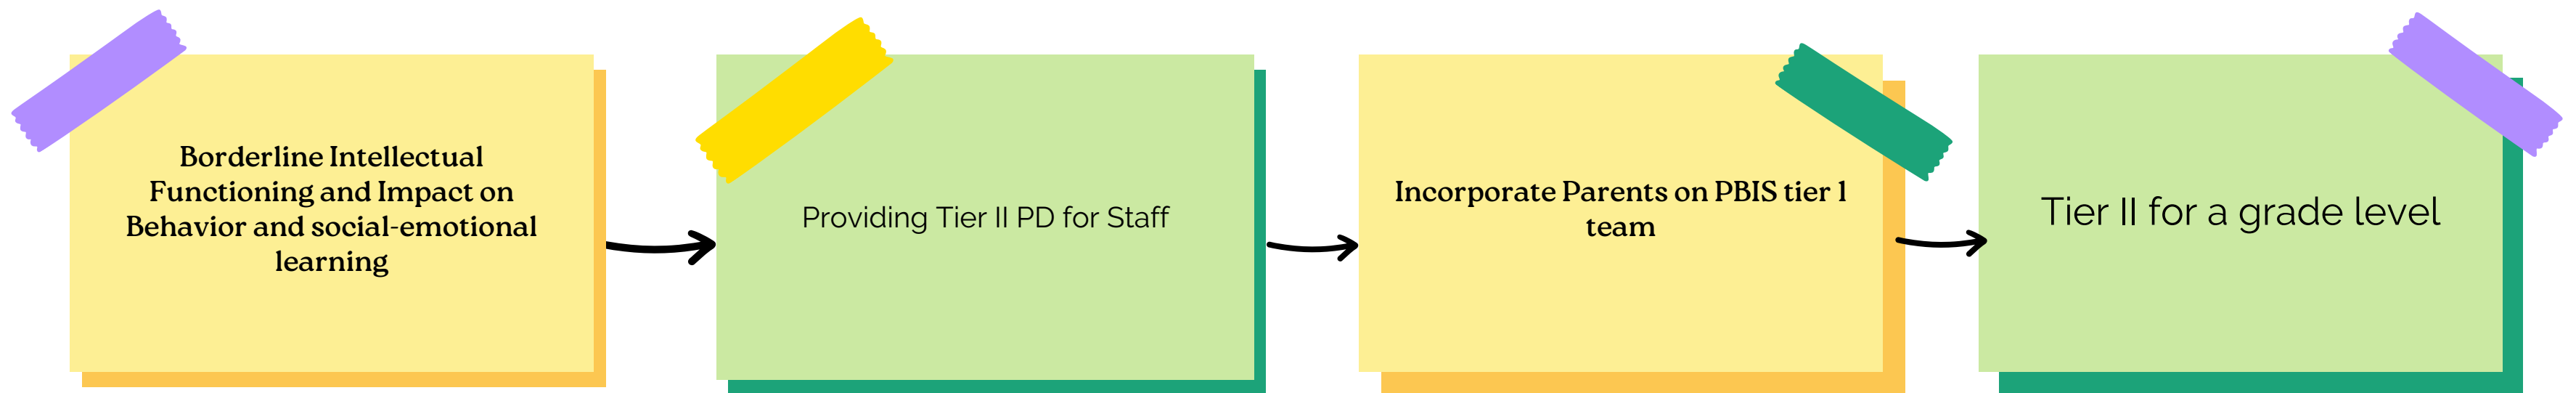 Borderline Intellectual
Functioning and Impact on
Behavior and social-emotional
learning
Providing Tier II PD for Staff
Incorporate Parents on PBIS tier 1
team
Tier II for a grade level